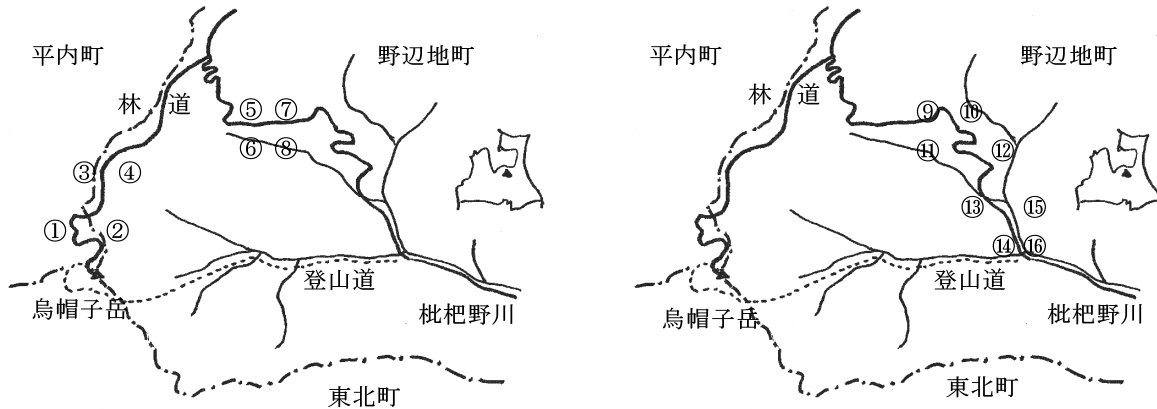 平内町
野辺地町
林道
⑤ ⑦
⑥ ⑧
③ ④
① ②
登山道
烏帽子岳
枇杷野川
東北町
平内町
野辺地町
林道
⑨ ⑩
⑪ ⑫
⑬ ⑮
⑭ ⑯
登山道
烏帽子岳
枇杷野川
東北町